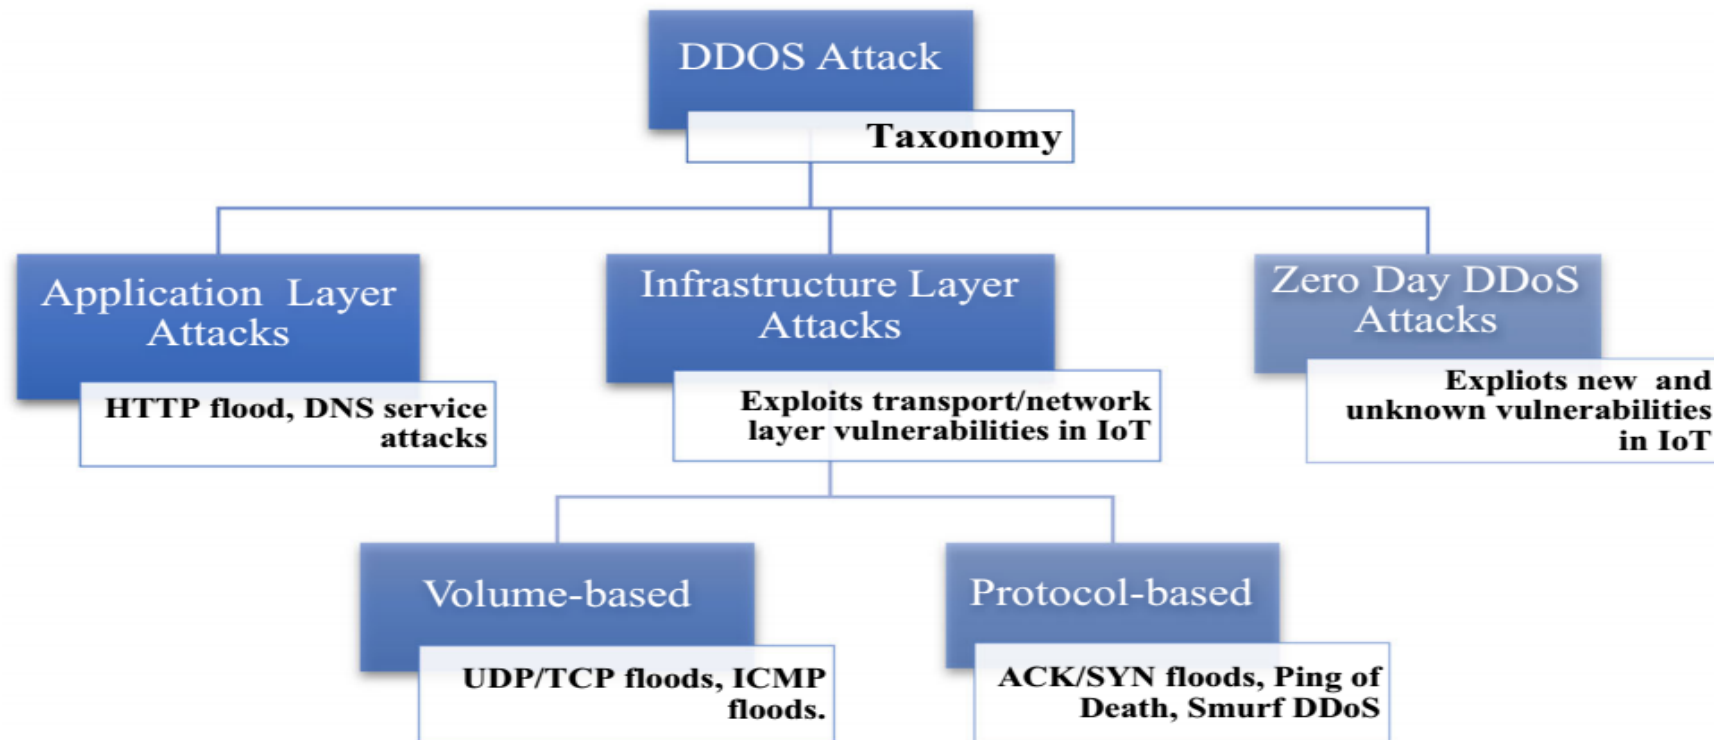 DDOS Attack
Taxonomy
Application Layer
Attacks
HTTP flood, DNS service
attacks
Infrastructure Layer
Attacks
Exploits transport/network
layer vulnerabilities in IoT
Zero Day DDoS
Attacks
Expliots new and
unknown vulnerabilities
in IoT
Volume-based
UDP/TCP floods, ICMP
floods.
Protocol-based
ACK/SYN floods, Ping of
Death, Smurf DDoS